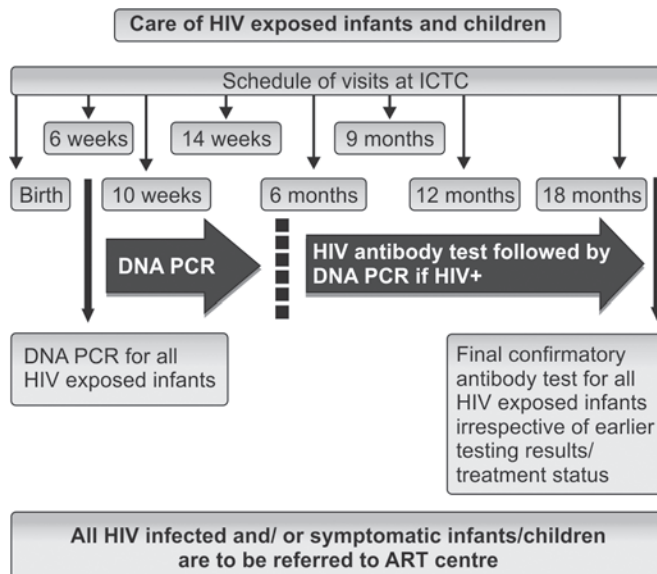 Care of HIV exposed infants and children
Schedule of visits at ICTC
6 weeks
14 weeks
9 months
Birth
10 weeks
6 months
12 months
18 months
DNA PCR
HIV antibody test followed by
DNA PCR if HIV+
DNA PCR for all
HIV exposed infants
Final confirmatory
antibody test for all
HIV exposed infants
irrespective of earlier
testing results/
treatment status
All HIV infected and/ or symptomatic infants/children
are to be referred to ART centre